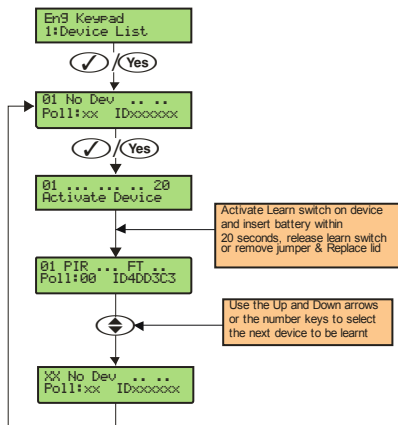 Eng Keypad
1:Device List
✓/Yes
01 No Dev .. ..
Poll:xx IDxxxxxx
✓/Yes
01 ... ... .. 20
Activate Device
Activate Learn switch on device
and insert battery within
20 seconds, release learn switch
or remove jumper & Replace lid
01 PIR ... FT ..
Poll:00 ID4DD3C3
Use the Up and Down arrows
or the number keys to select
the next device to be learnt
XX No Dev .. ..
Poll:xx IDxxxxxx